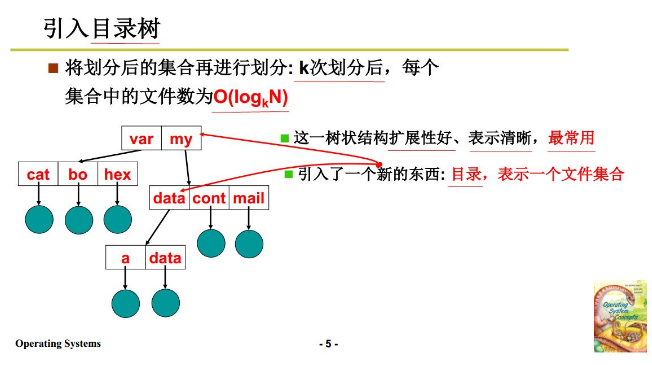 引入目录树
将划分后的集合再进行划分: k次划分后，每个
集合中的文件数为O(logkN)
这一树状结构扩展性好、表示清晰，最常用
引入了一个新的东西: 目录，表示一个文件集合
var my
cat bo hex
data cont mail
a data
Operating System Concepts
Operating Systems
- 5 -